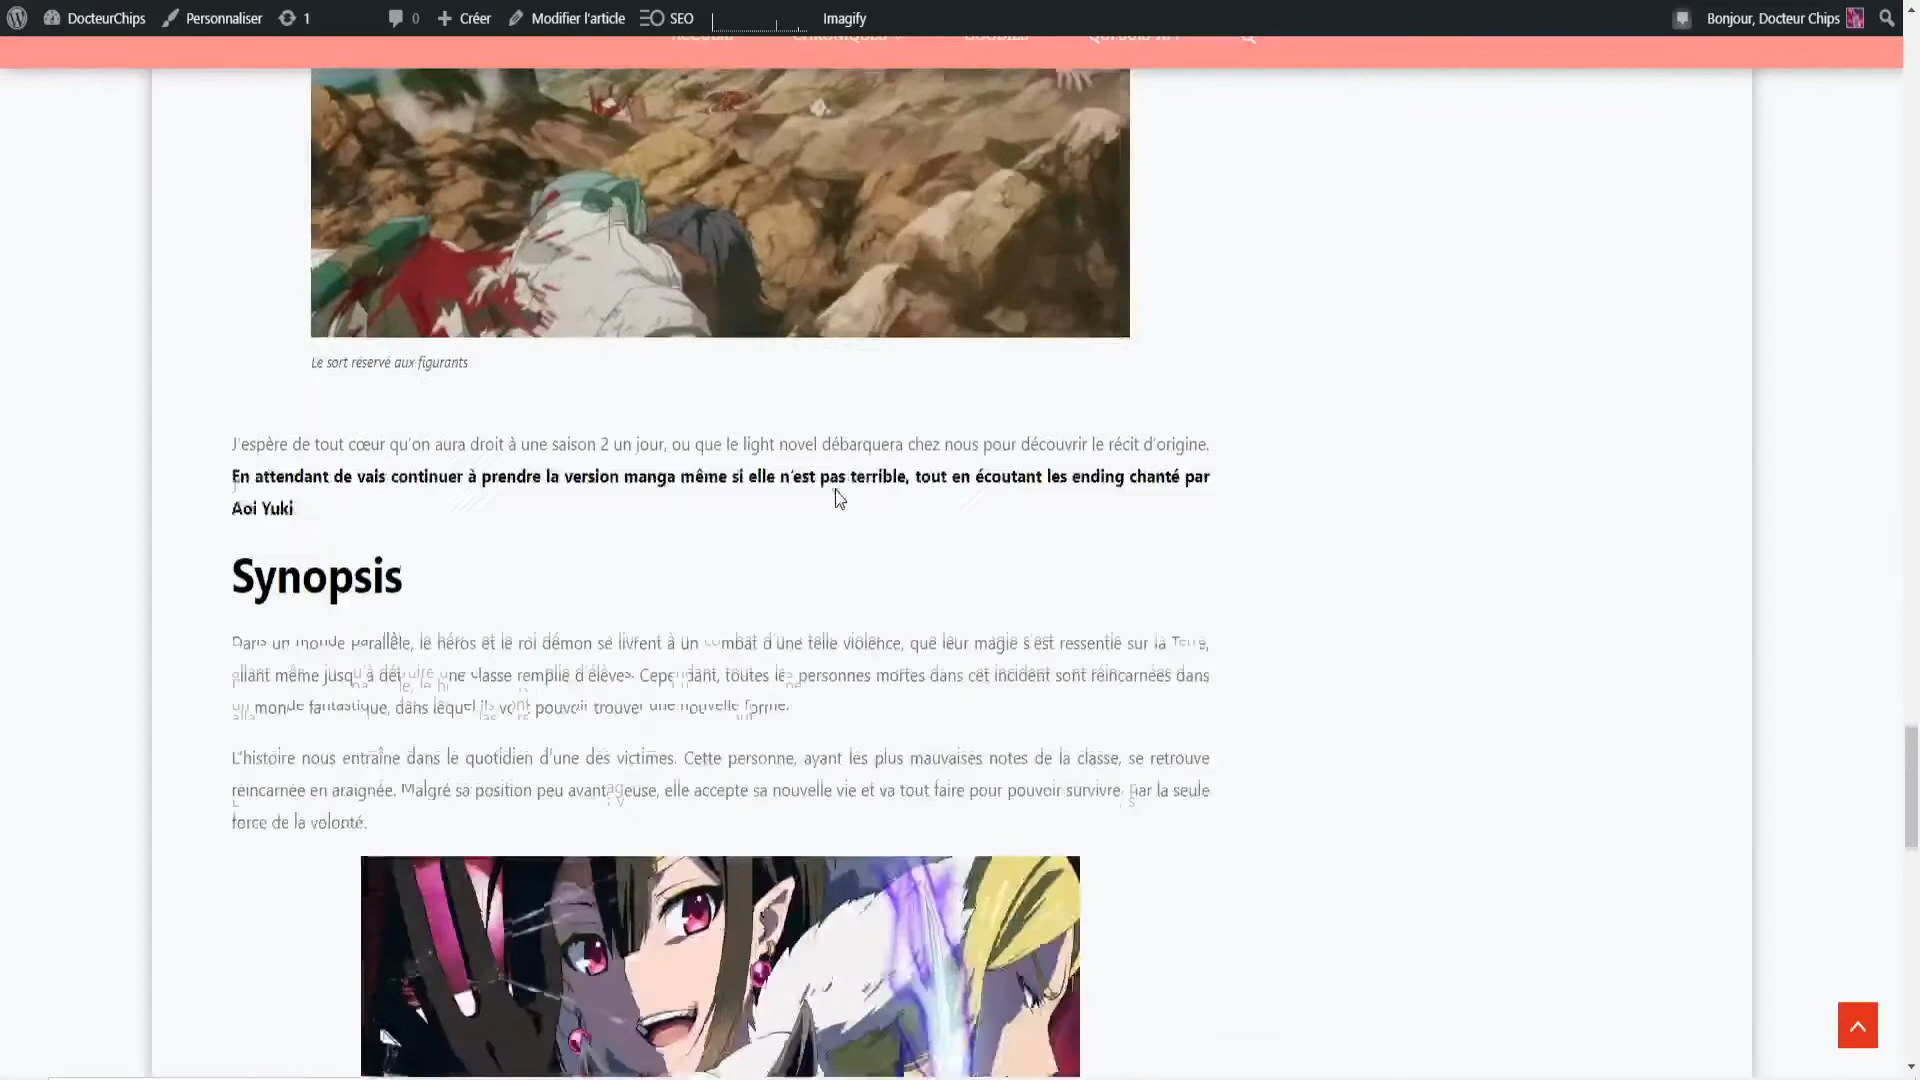 DocteurChips Personnaliser 1 0 Créer Modifier l'article SEO Imagify Bonjour, Docteur Chips
ACCUEIL CHRONIQUES GOODIES QUI SUIS-JE ?
Le sort réservé aux figurants
J'espère de tout cœur qu'on aura droit à une saison 2 un jour, ou que le light novel débarquera chez nous pour découvrir le récit d'origine.
En attendant de vais continuer à prendre la version manga même si elle n'est pas terrible, tout en écoutant les ending chanté par
Aoi Yuki
Synopsis
Dans un monde parallèle, le héros et le roi démon se livrent à un combat d'une telle violence, que leur magie s'est ressentie sur la Terre,
allant même jusqu'à détruire une classe remplie d'élèves. Cependant, toutes les personnes mortes dans cet incident sont réincarnées dans
un monde fantastique, dans lequel ils vont pouvoir trouver une nouvelle forme.
L'histoire nous entraîne dans le quotidien d'une des victimes. Cette personne, ayant les plus mauvaises notes de la classe, se retrouve
réincarnée en araignée. Malgré sa position peu avantageuse, elle accepte sa nouvelle vie et va tout faire pour pouvoir survivre par la seule
force de la volonté.